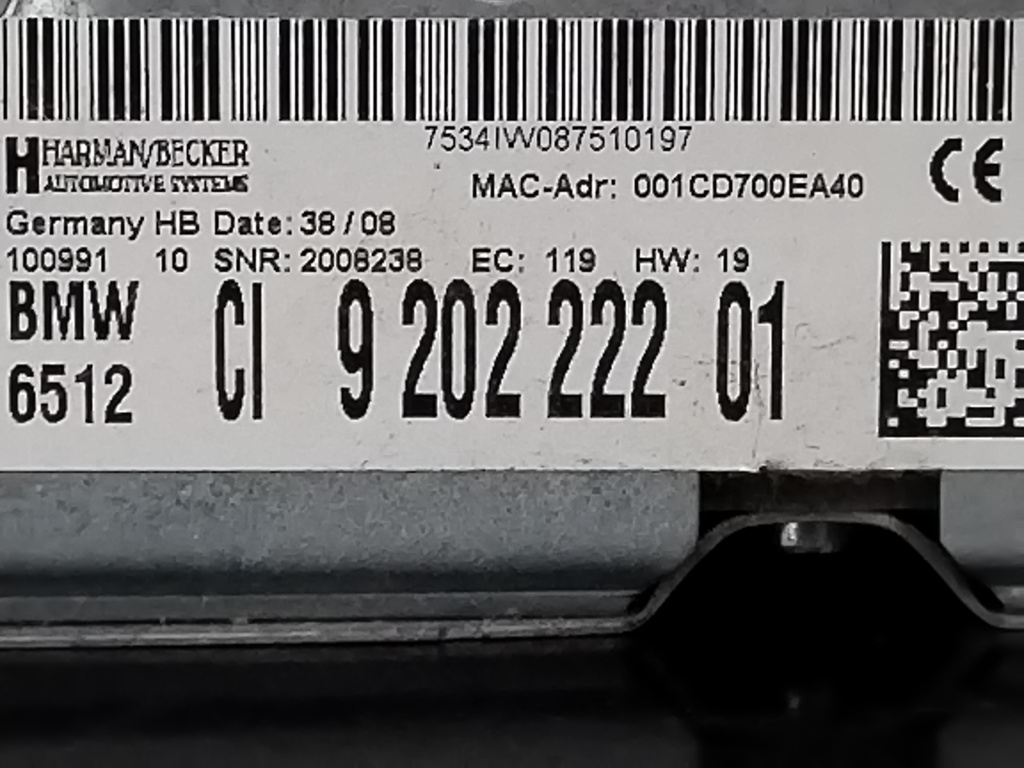 7534IW087510197
HARMAN/BECKER
AUTOMOTIVE SYSTEMS
MAC-Adr: 001CD700EA40
CE
Germany HB Date: 38/08
100991 10 SNR: 2006238 EC: 119 HW: 19
BMW
6512
CI 9 202 222 01